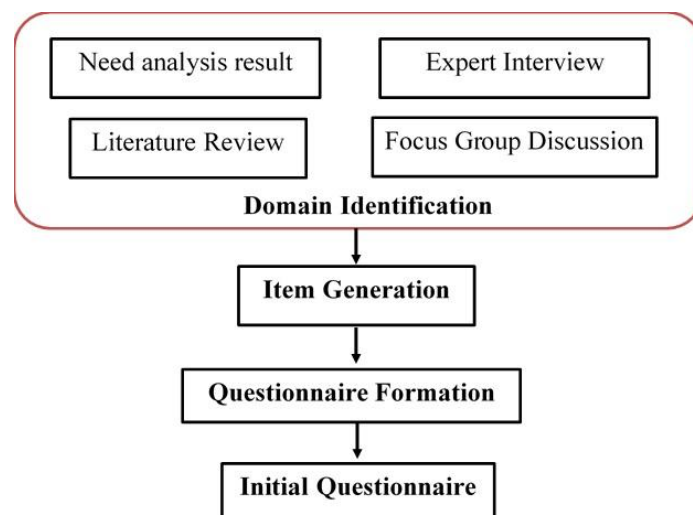 Need analysis result
Expert Interview
Literature Review
Focus Group Discussion
Domain Identification
Item Generation
Questionnaire Formation
Initial Questionnaire